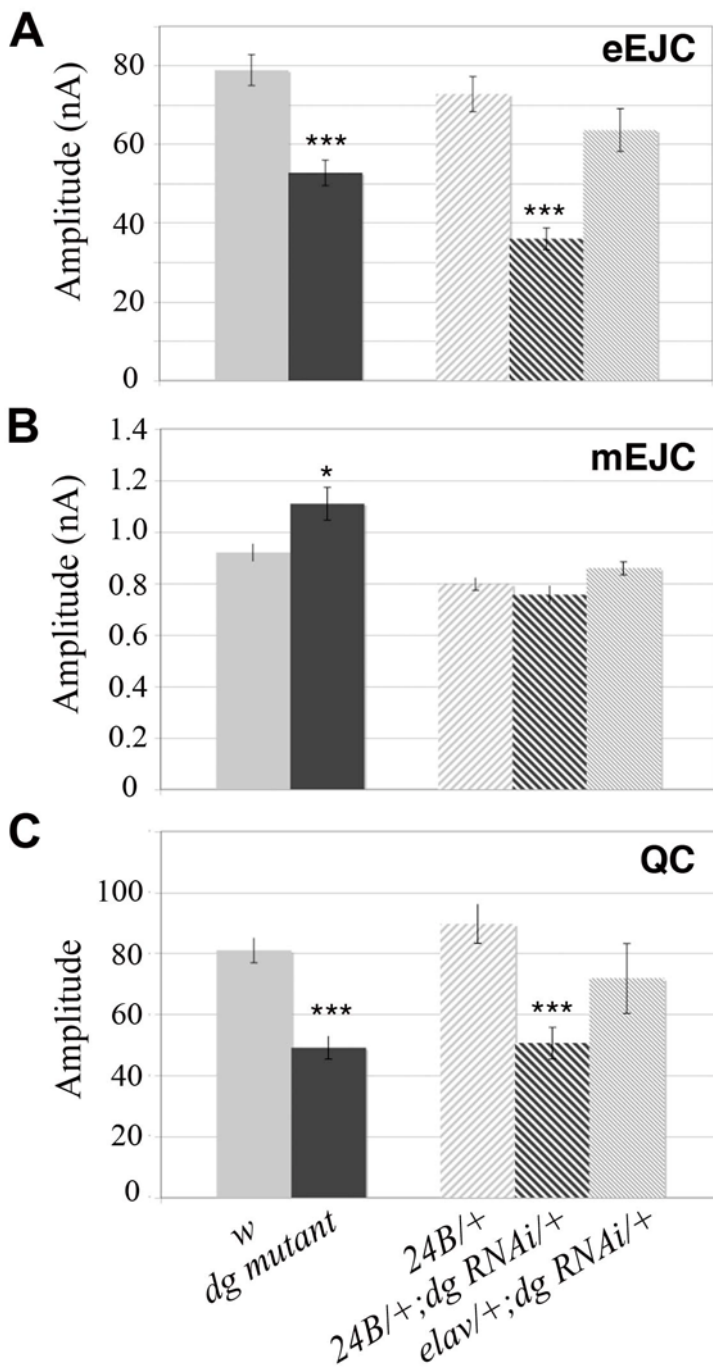 A
eEJC
Amplitude (nA)
80
60
40
20
0
***
***
B
mEJC
Amplitude (nA)
1.4
1.2
1.0
0.8
0.6
0.4
0.2
0
*
C
QC
Amplitude
100
80
60
40
20
0
***
***
w
dg mutant
24B/+
24B/+;dg RNAi/+
elav/+;dg RNAi/+